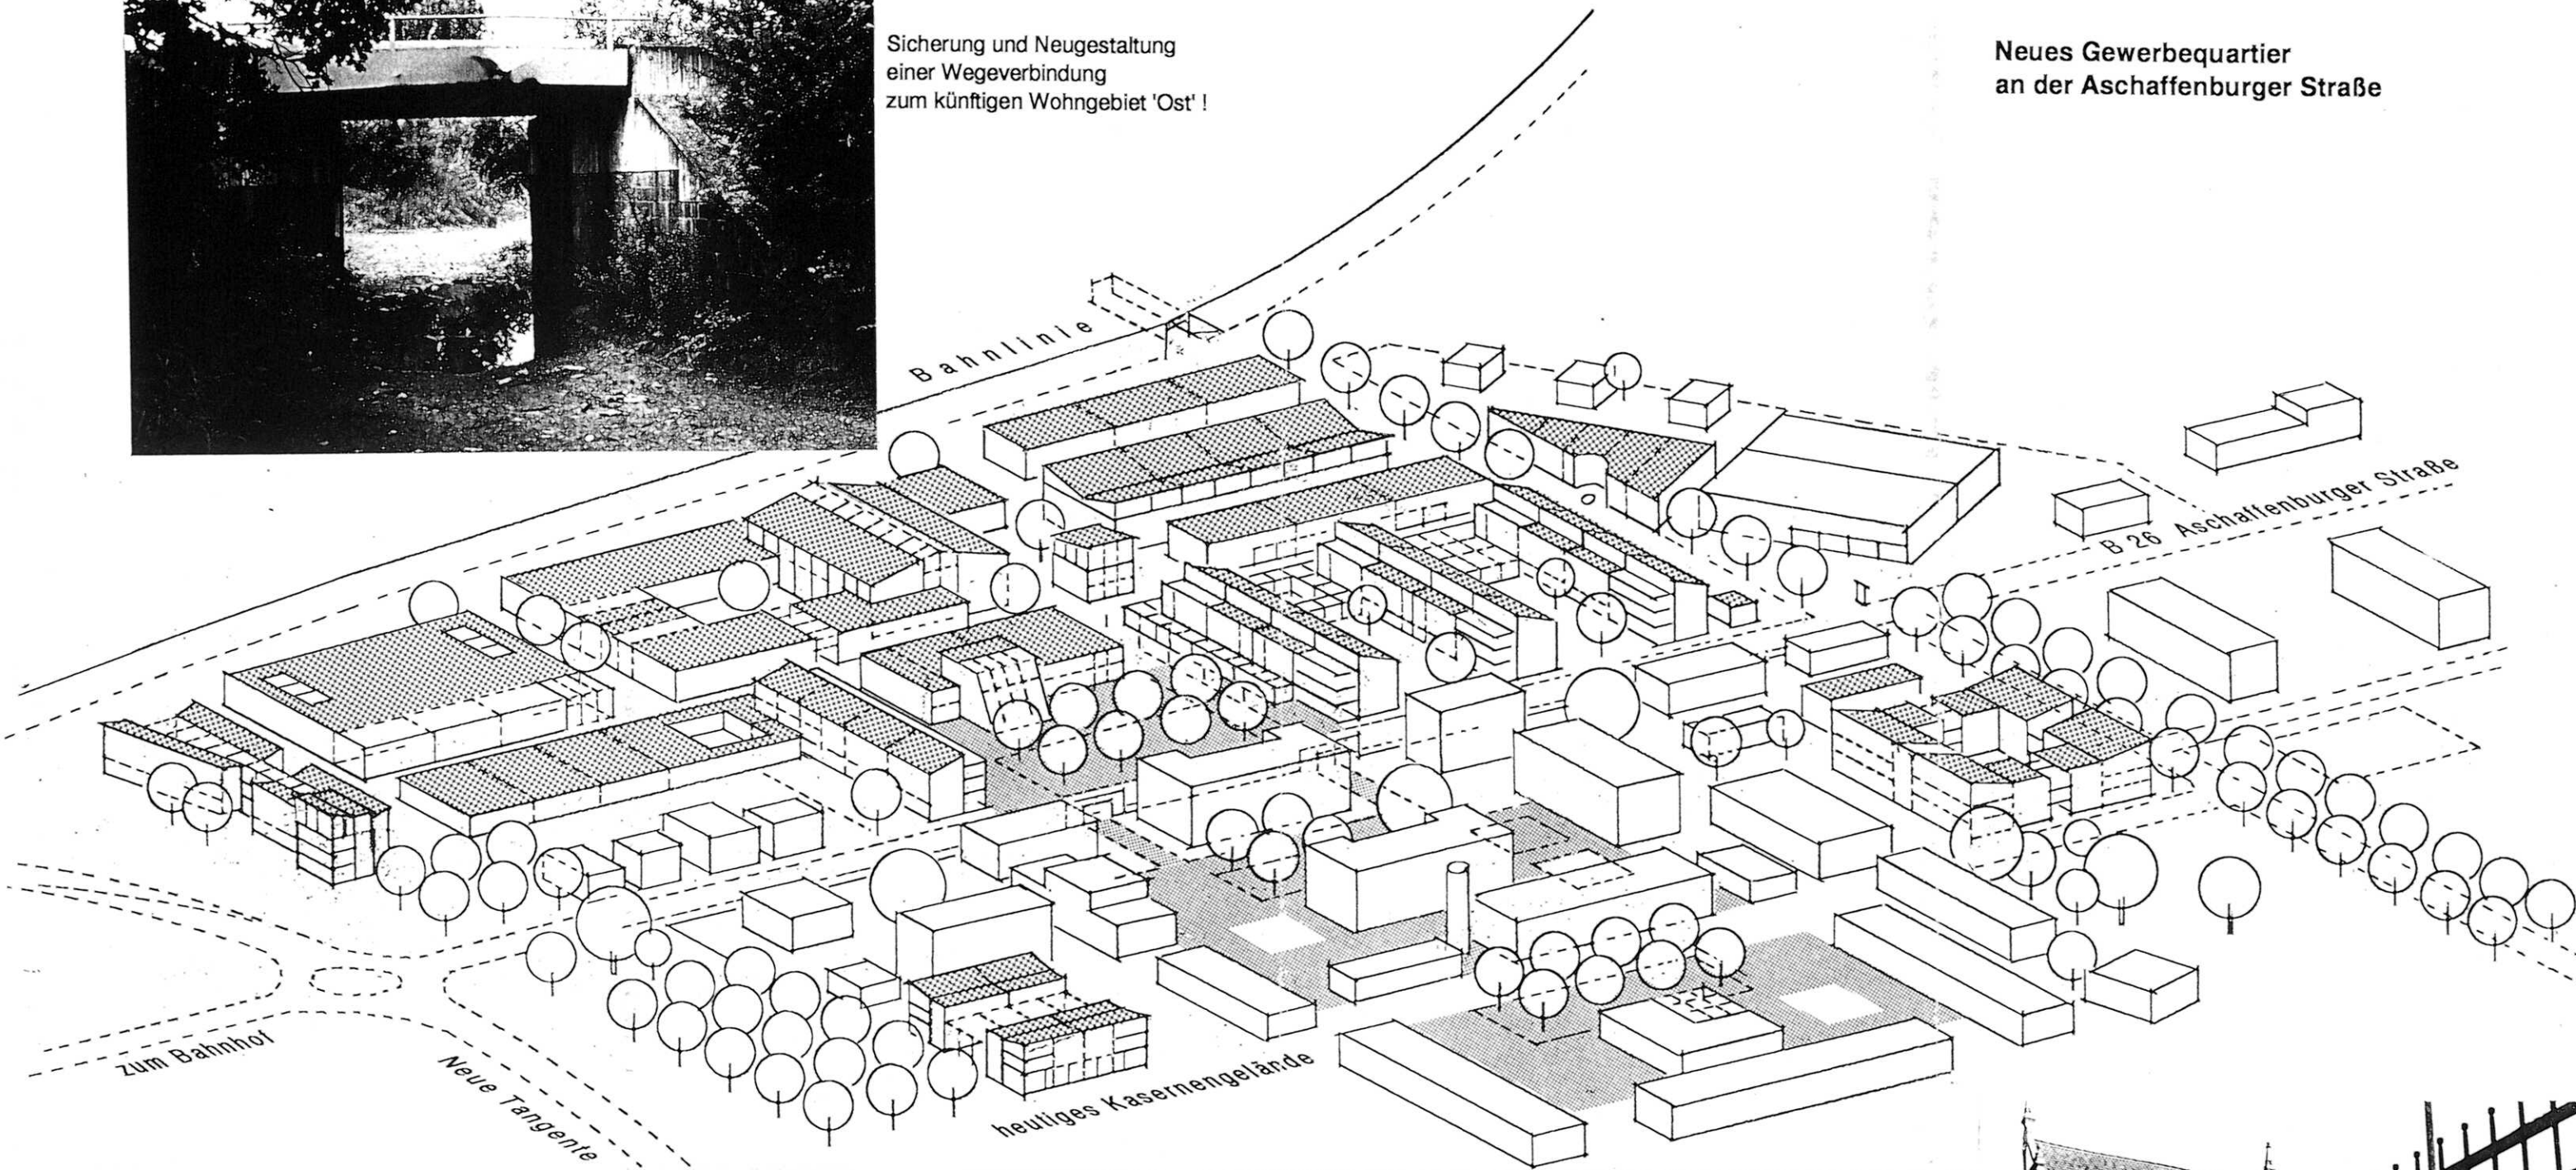 Sicherung und Neugestaltung
einer Wegeverbindung
zum künftigen Wohngebiet 'Ost' !
Neues Gewerbequartier
an der Aschaffenburger Straße
Bahnlinie
B 26 Aschaffenburger Straße
zum Bahnhof
Neue Tangente
heutiges Kasernengelände